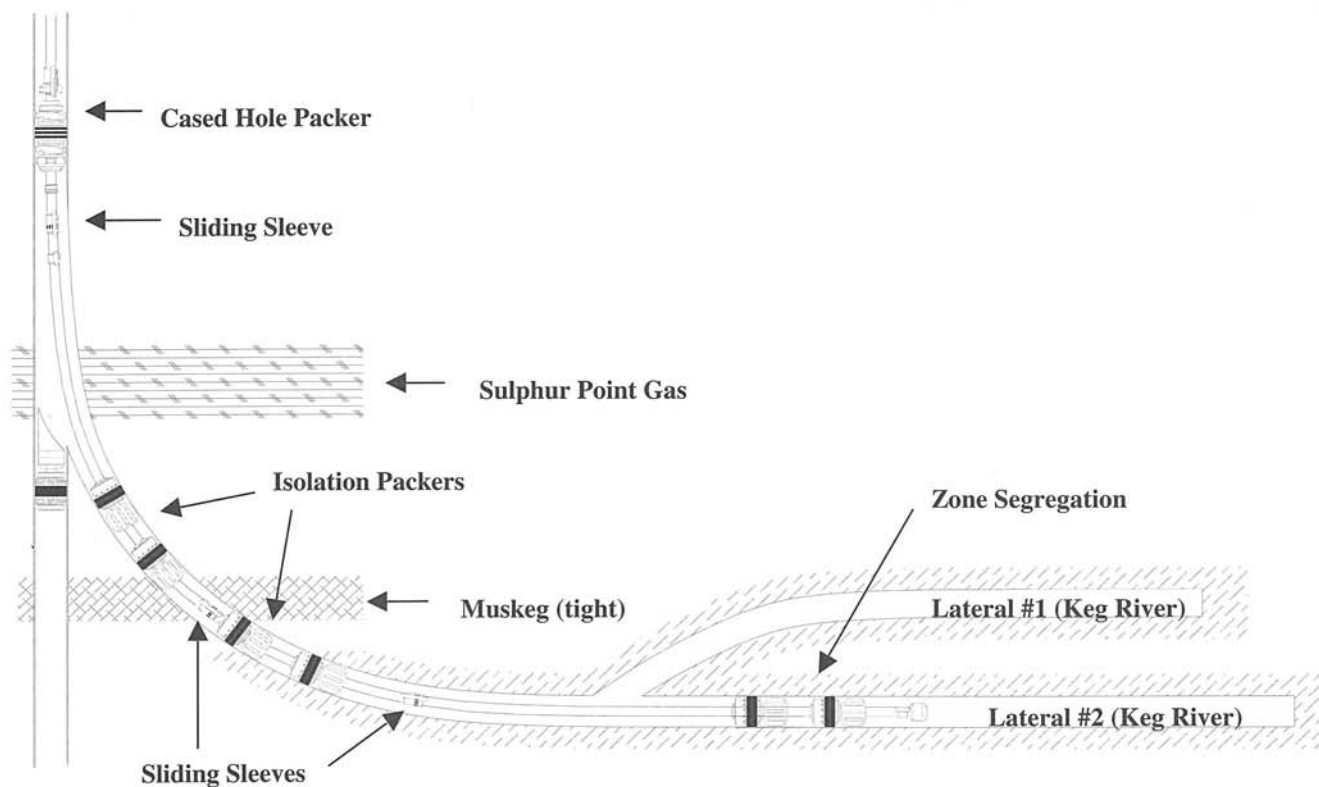 Cased Hole Packer
Sliding Sleeve
Sulphur Point Gas
Isolation Packers
Zone Segregation
Muskeg (tight)
Lateral #1 (Keg River)
Lateral #2 (Keg River)
Sliding Sleeves